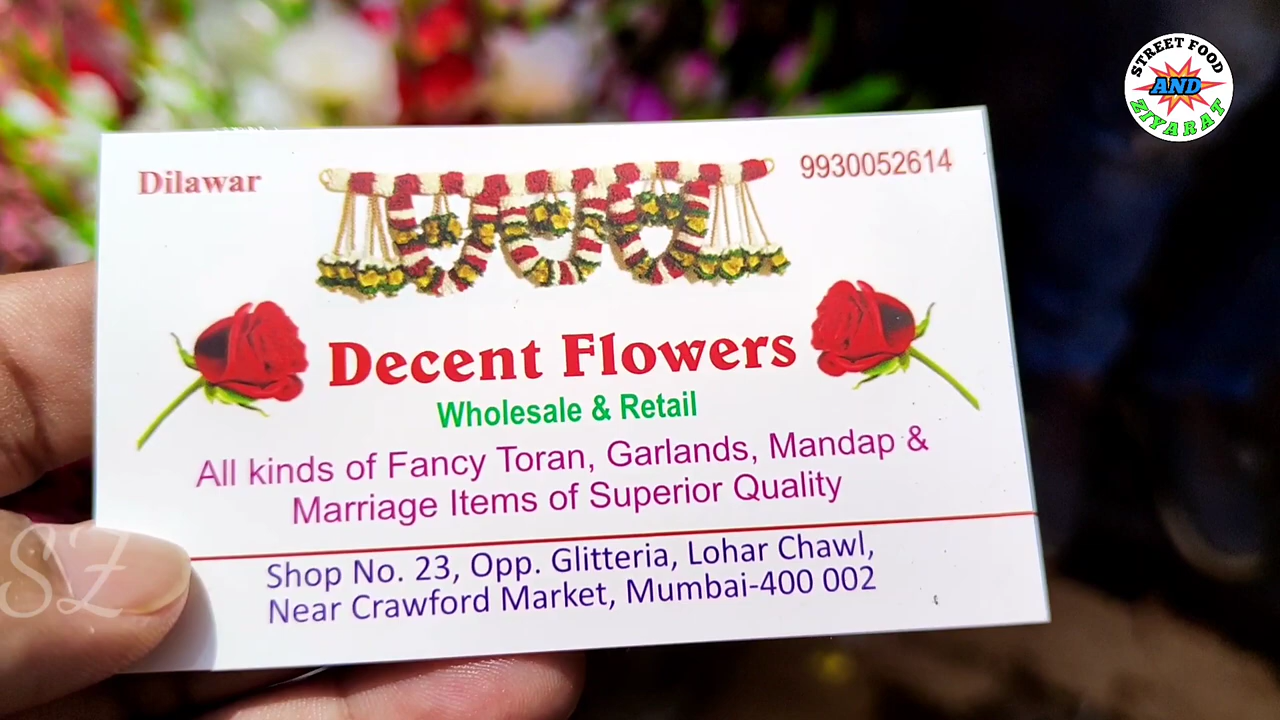 STREET FOOD
AND
ZIYARAT
Dilawar
9930052614
Decent Flowers
Wholesale & Retail
All kinds of Fancy Toran, Garlands, Mandap &
Marriage Items of Superior Quality
Shop No. 23, Opp. Glitteria, Lohar Chawl,
Near Crawford Market, Mumbai-400 002
SZ